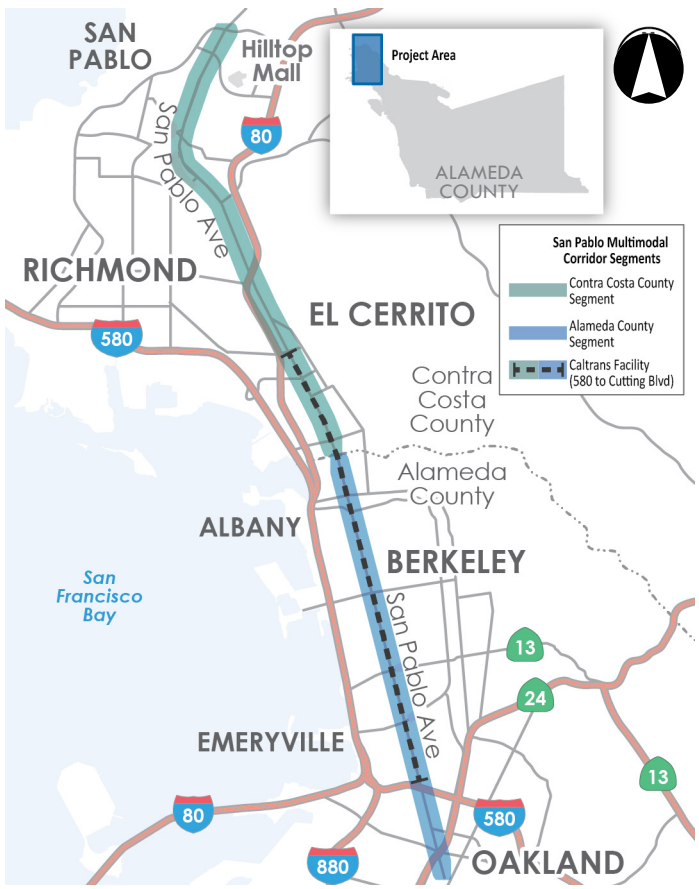 SAN
PABLO
Hilltop
Mall
80
San Pablo Ave
Project Area
ALAMEDA
COUNTY
San Pablo Multimodal
Corridor Segments
Contra Costa County
Segment
Alameda County
Segment
Caltrans Facility
(580 to Cutting Blvd)
RICHMOND
580
EL CERRITO
Contra
Costa
County
Alameda
County
ALBANY
BERKELEY
San
Francisco
Bay
San Pablo Ave
13
24
EMERYVILLE
13
80
580
880
OAKLAND